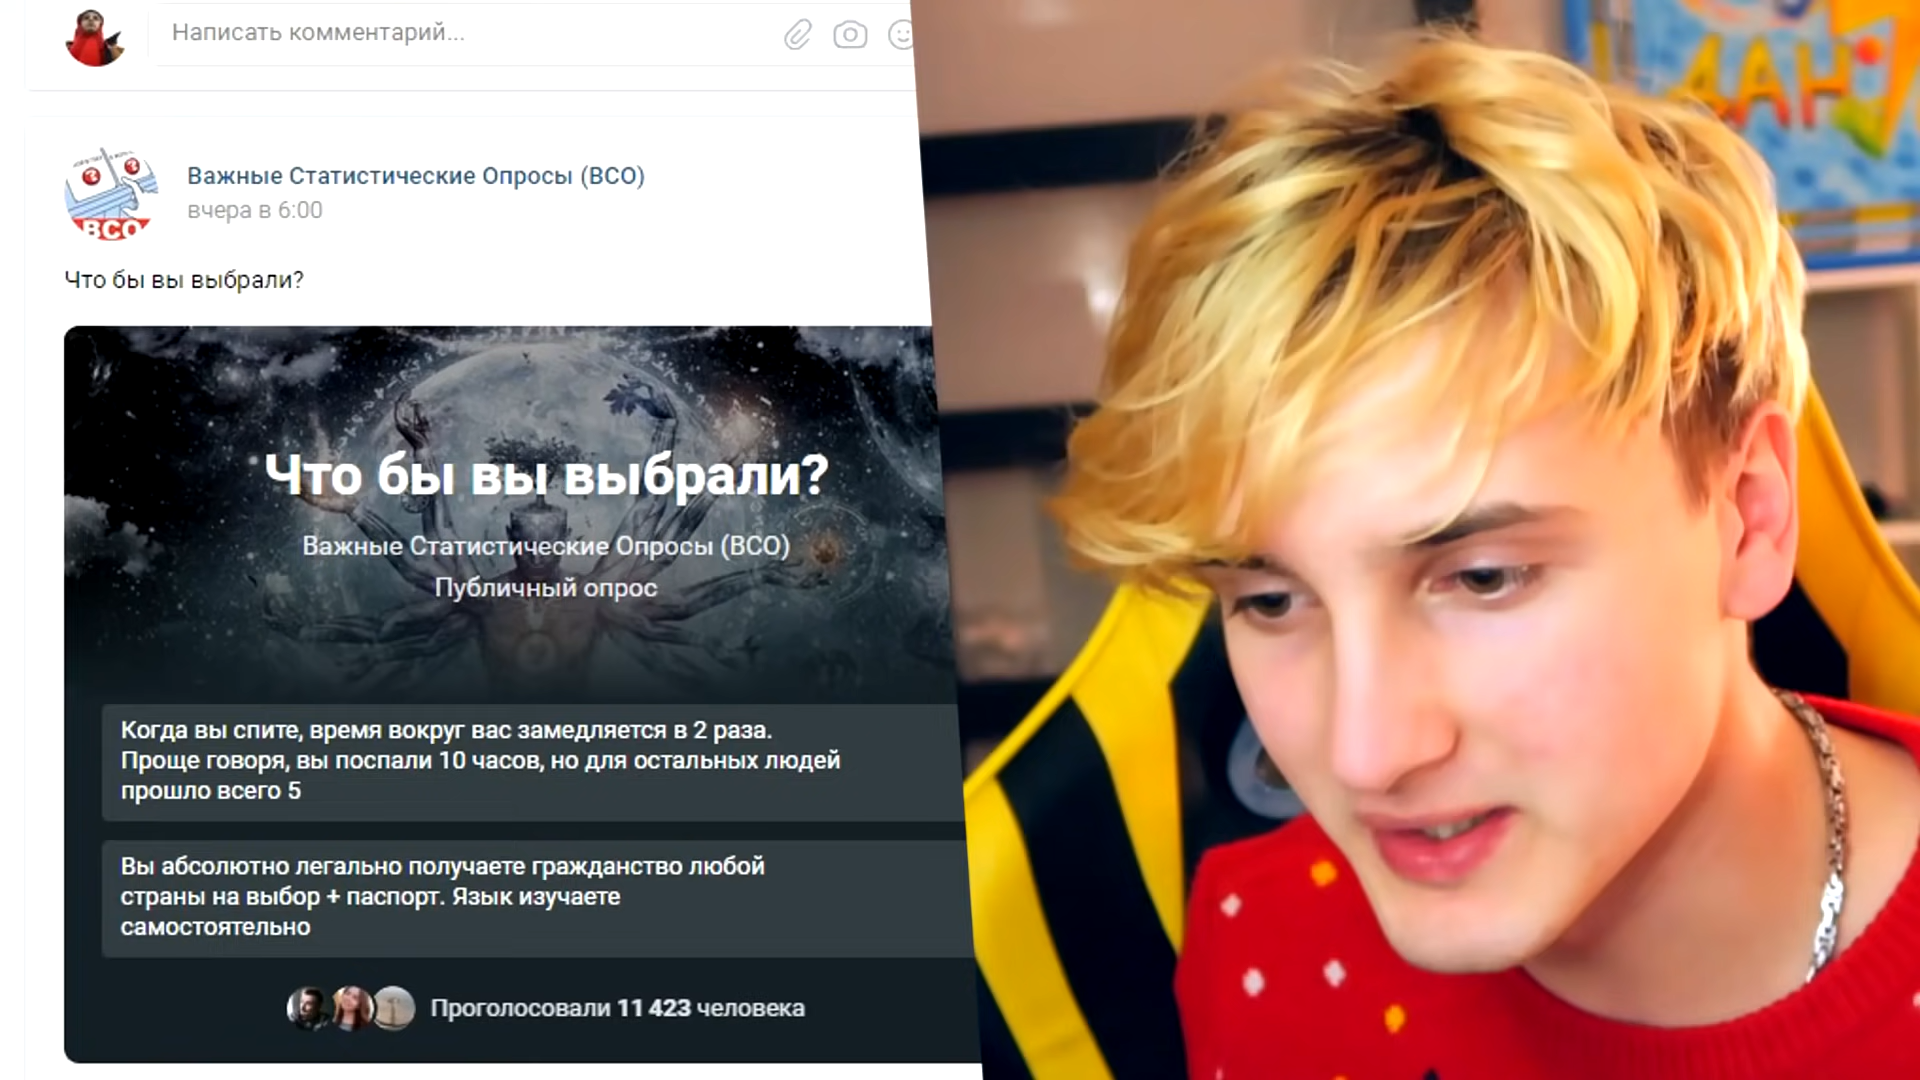 Написать комментарий...
Важные Статистические Опросы (ВСО)
вчера в 6:00
ВСО
Что бы вы выбрали?
Что бы вы выбрали?
Важные Статистические Опросы (ВСО)
Публичный опрос
Когда вы спите, время вокруг вас замедляется в 2 раза.
Проще говоря, вы поспали 10 часов, но для остальных людей
прошло всего 5
Вы абсолютно легально получаете гражданство любой
страны на выбор + паспорт. Язык изучаете
самостоятельно
Проголосовали 11 423 человека
ДАН